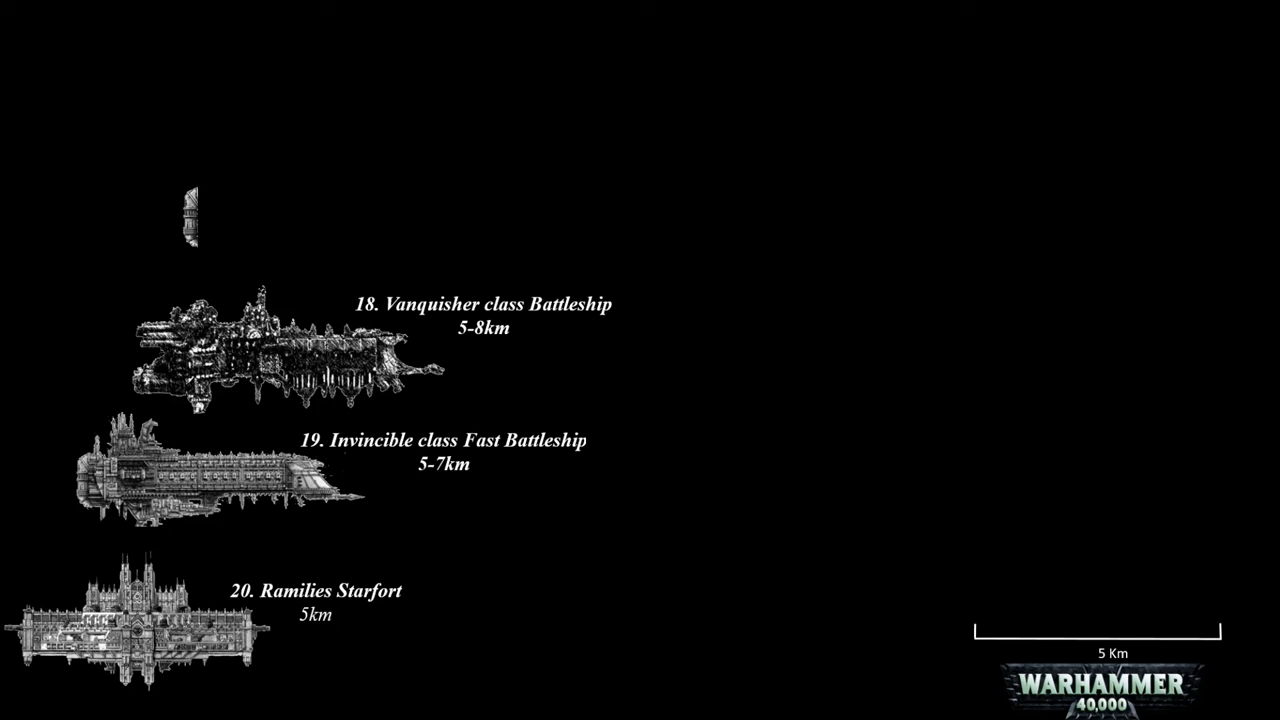 18. Vanquisher class Battleship
5-8km
19. Invincible class Fast Battleship
5-7km
20. Ramilies Starfort
5km
5 Km
WARHAMMER
40,000